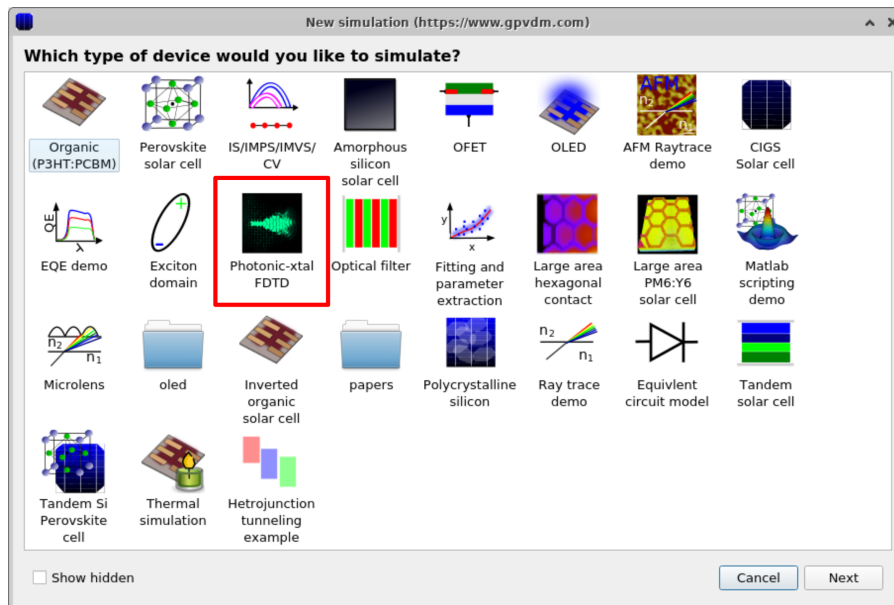 New simulation (https://www.gpvdm.com)
Which type of device would you like to simulate?
Organic
(P3HT:PCBM)
Perovskite
solar cell
IS/IMPS/IMVS/
CV
Amorphous
silicon
solar cell
OFET
OLED
AFM
n2
n1
AFM Raytrace
demo
CIGS
Solar cell
QE
λ
EQE demo
+
-
Exciton
domain
Photonic-xtal
FDTD
Optical filter
y
x
Fitting and
parameter
extraction
Large area
hexagonal
contact
Large area
PM6:Y6
solar cell
Matlab
scripting
demo
n2
n1
Microlens
oled
Inverted
organic
solar cell
papers
Polycrystalline
silicon
n2
n1
Ray trace
demo
Equivlent
circuit model
Tandem
solar cell
Tandem Si
Perovskite
cell
Thermal
simulation
Hetrojunction
tunneling
example
Show hidden
Cancel
Next